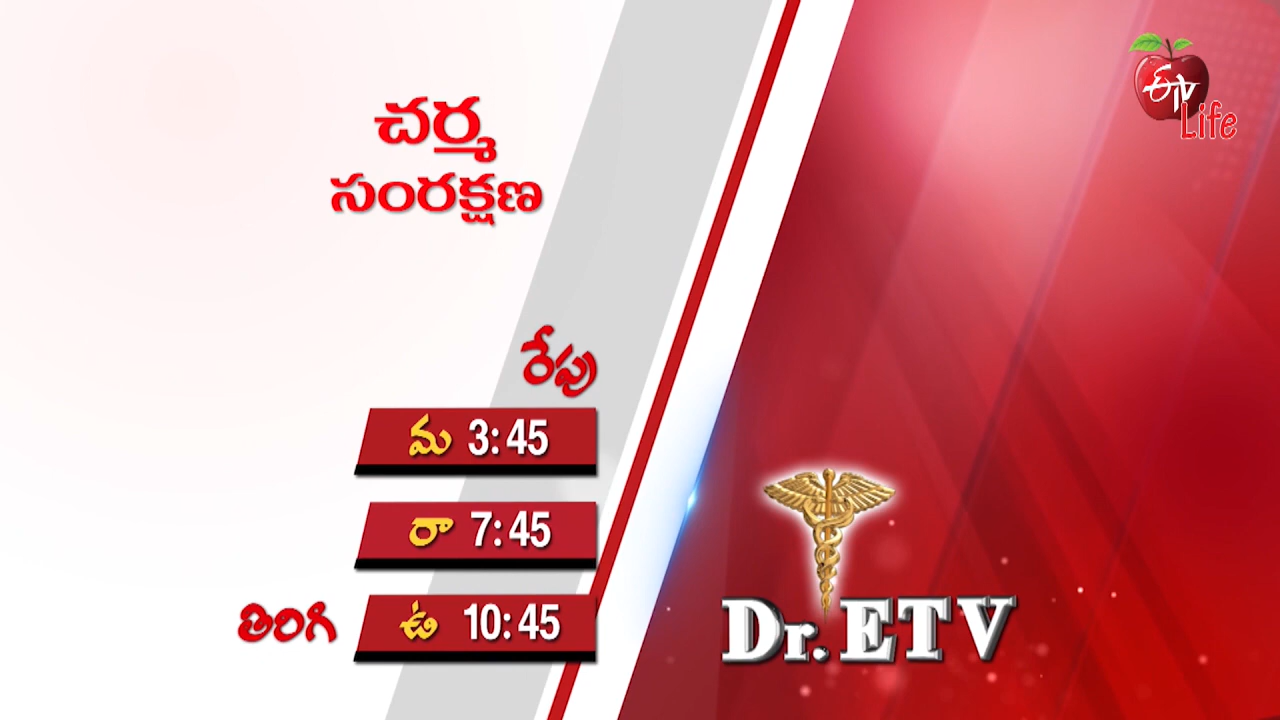 చర్మ
సంరక్షణ
రేపు
మ 3:45
రా 7:45
తిరిగి ఉ 10:45
Dr. ETV
ETV
Life